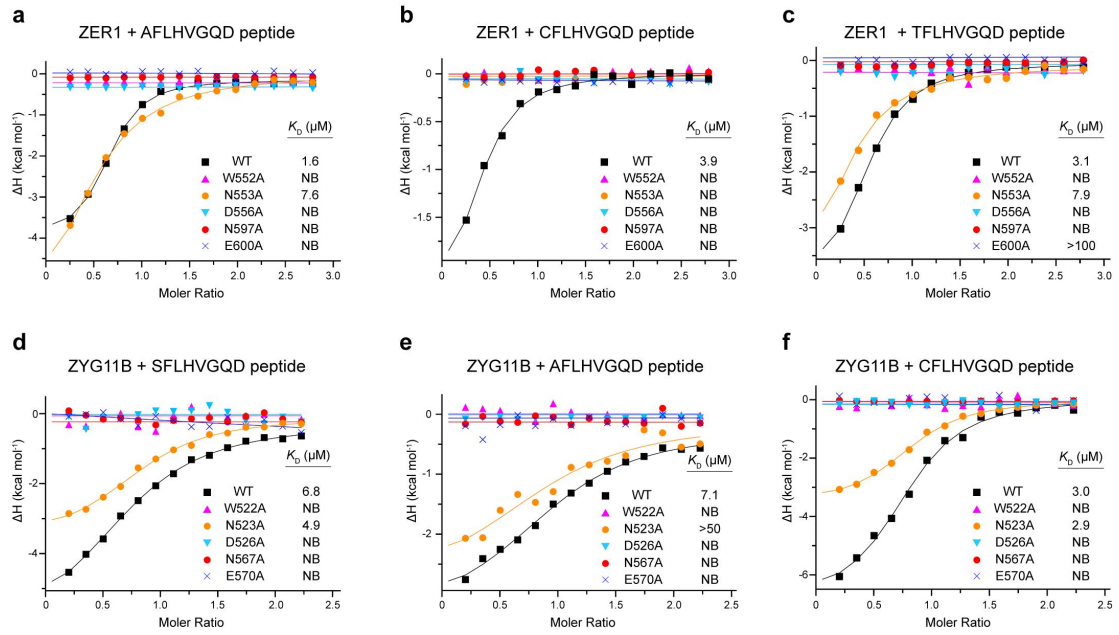 a
ZER1 + AFLHVGQD peptide
0
-1
-2
-3
-4
ΔH (kcal mol⁻¹)
K_D (µM)
WT 1.6
W552A NB
N553A 7.6
D556A NB
N597A NB
E600A NB
0.0 0.5 1.0 1.5 2.0 2.5 3.0
Moler Ratio
b
ZER1 + CFLHVGQD peptide
0.0
-0.5
-1.0
-1.5
ΔH (kcal mol⁻¹)
K_D (µM)
WT 3.9
W552A NB
N553A NB
D556A NB
N597A NB
E600A NB
0.0 0.5 1.0 1.5 2.0 2.5 3.0
Moler Ratio
c
ZER1 + TFLHVGQD peptide
0
-1
-2
-3
ΔH (kcal mol⁻¹)
K_D (µM)
WT 3.1
W552A NB
N553A 7.9
D556A NB
N597A NB
E600A >100
0.0 0.5 1.0 1.5 2.0 2.5 3.0
Moler Ratio
d
ZYG11B + SFLHVGQD peptide
0
-2
-4
ΔH (kcal mol⁻¹)
K_D (µM)
WT 6.8
W522A NB
N523A 4.9
D526A NB
N567A NB
E570A NB
0.0 0.5 1.0 1.5 2.0 2.5
Moler Ratio
e
ZYG11B + AFLHVGQD peptide
0
-1
-2
ΔH (kcal mol⁻¹)
K_D (µM)
WT 7.1
W522A NB
N523A >50
D526A NB
N567A NB
E570A NB
0.0 0.5 1.0 1.5 2.0 2.5
Moler Ratio
f
ZYG11B + CFLHVGQD peptide
0
-2
-4
-6
ΔH (kcal mol⁻¹)
K_D (µM)
WT 3.0
W522A NB
N523A 2.9
D526A NB
N567A NB
E570A NB
0.0 0.5 1.0 1.5 2.0 2.5
Moler Ratio